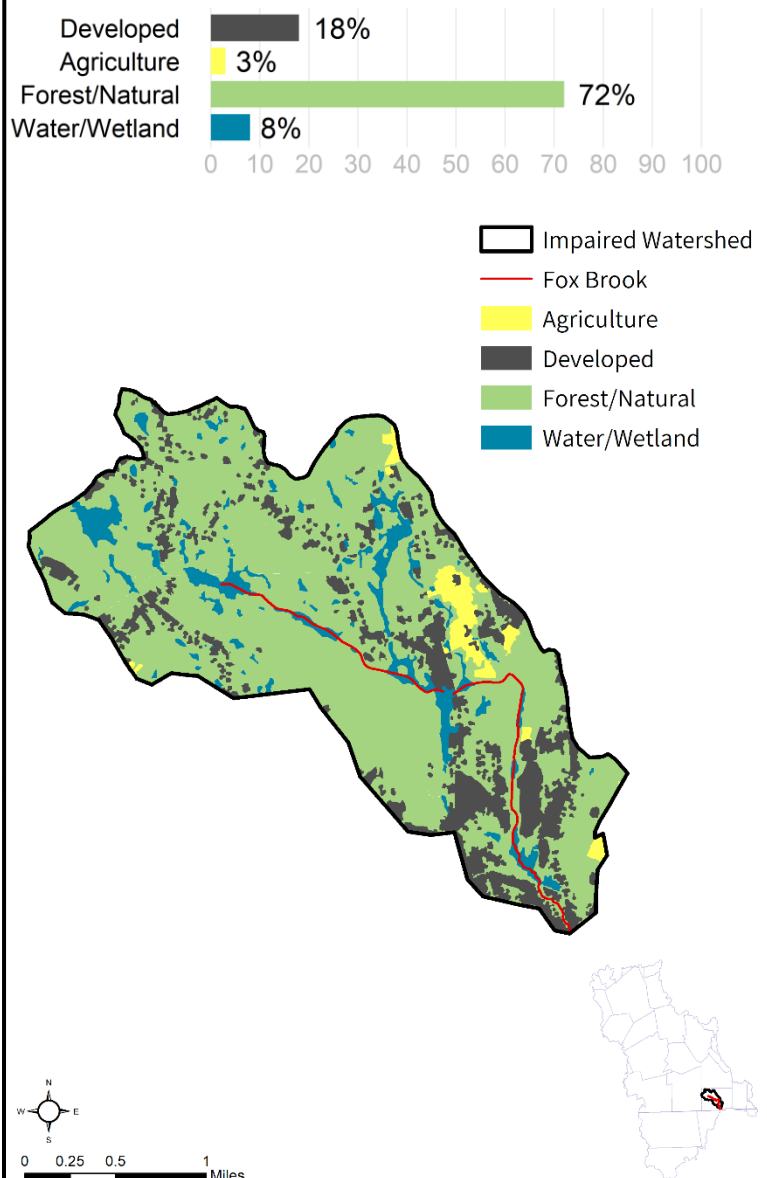 Developed 18%
Agriculture 3%
Forest/Natural 72%
Water/Wetland 8%
0 10 20 30 40 50 60 70 80 90 100
Impaired Watershed
Fox Brook
Agriculture
Developed
Forest/Natural
Water/Wetland
N
W E
S
0 0.25 0.5 1
Miles